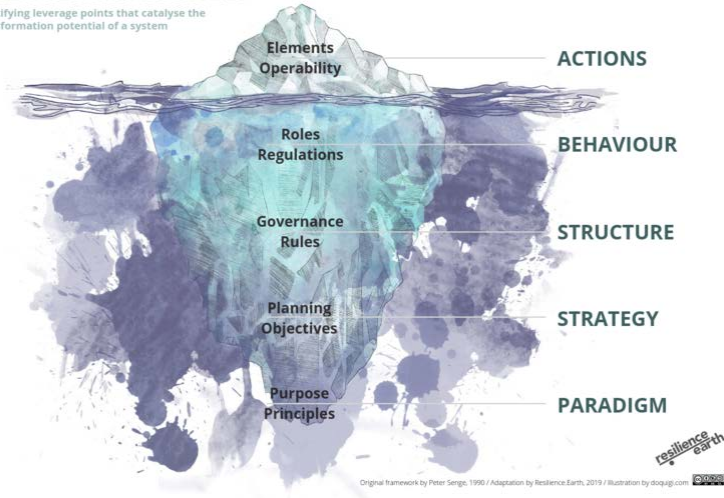 ifying leverage points that catalyse the
formation potential of a system
Elements
Operability
ACTIONS
Roles
Regulations
BEHAVIOUR
Governance
Rules
STRUCTURE
Planning
Objectives
STRATEGY
Purpose
Principles
PARADIGM
resilience
earth
Original framework by Peter Senge, 1990 / Adaptation by Resilience.Earth, 2019 / Illustration by doquigi.com